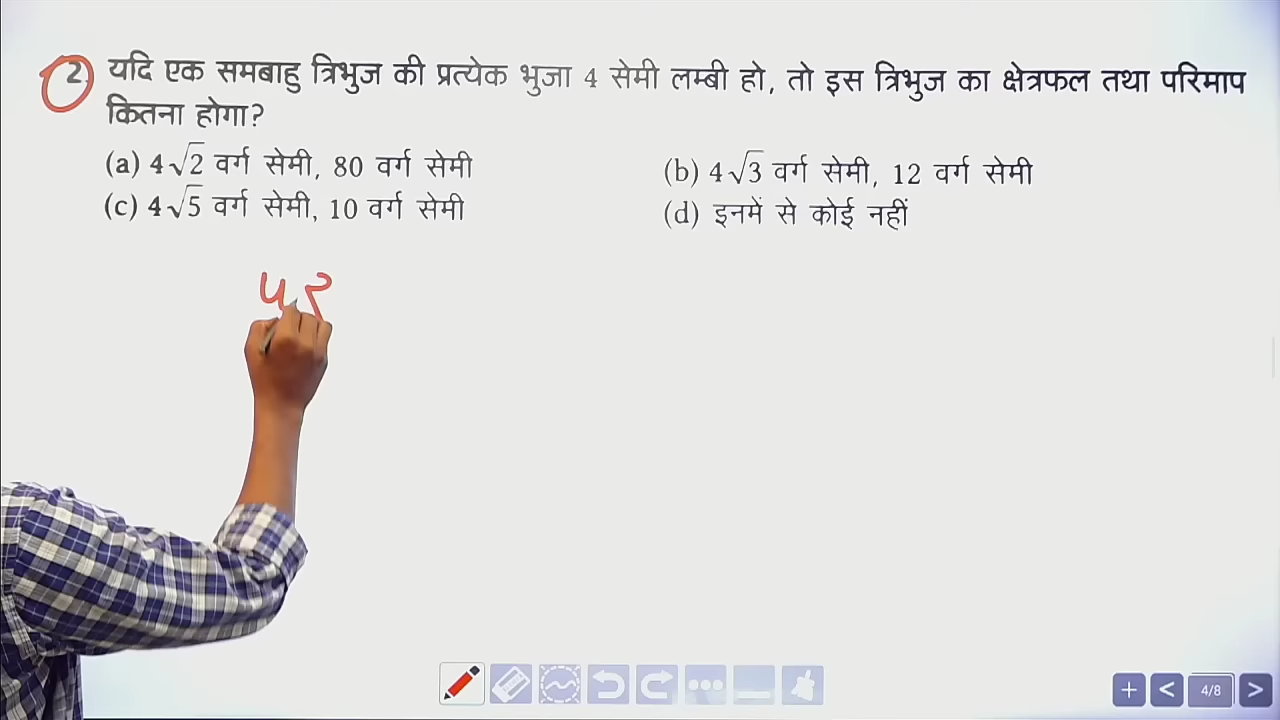 2. यदि एक समबाहु त्रिभुज की प्रत्येक भुजा 4 सेमी लम्बी हो, तो इस त्रिभुज का क्षेत्रफल तथा परिमाप
कितना होगा?
(a) 4√2 वर्ग सेमी, 80 वर्ग सेमी
(b) 4√3 वर्ग सेमी, 12 वर्ग सेमी
(c) 4√5 वर्ग सेमी, 10 वर्ग सेमी
(d) इनमें से कोई नहीं
4/8